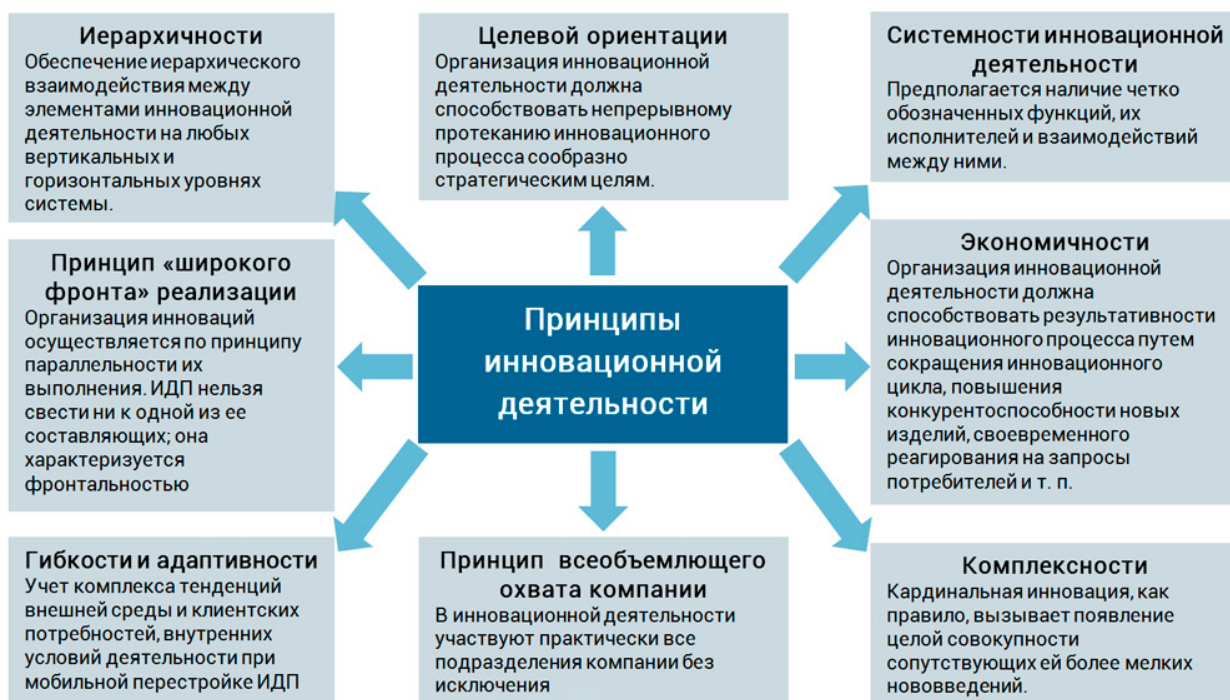 Иерархичности
Обеспечение иерархического
взаимодействия между
элементами инновационной
деятельности на любых
вертикальных и
горизонтальных уровнях
системы.
Целевой ориентации
Организация инновационной
деятельности должна
способствовать непрерывному
протеканию инновационного
процесса сообразно
стратегическим целям.
Системности инновационной
деятельности
Предполагается наличие четко
обозначенных функций, их
исполнителей и взаимодействий
между ними.
Принцип «широкого
фронта» реализации
Организация инноваций
осуществляется по принципу
параллельности их
выполнения. ИДП нельзя
свести ни к одной из ее
составляющих; она
характеризуется
фронтальностью
Принципы
инновационной
деятельности
Экономичности
Организация инновационной
деятельности должна
способствовать результативности
инновационного процесса путем
сокращения инновационного
цикла, повышения
конкурентоспособности новых
изделий, своевременного
реагирования на запросы
потребителей и т. п.
Гибкости и адаптивности
Учет комплекса тенденций
внешней среды и клиентских
потребностей, внутренних
условий деятельности при
мобильной перестройке ИДП
Принцип всеобъемлющего
охвата компании
В инновационной деятельности
участвуют практически все
подразделения компании без
исключения
Комплексности
Кардинальная инновация, как
правило, вызывает появление
целой совокупности
сопутствующих ей более мелких
нововведений.